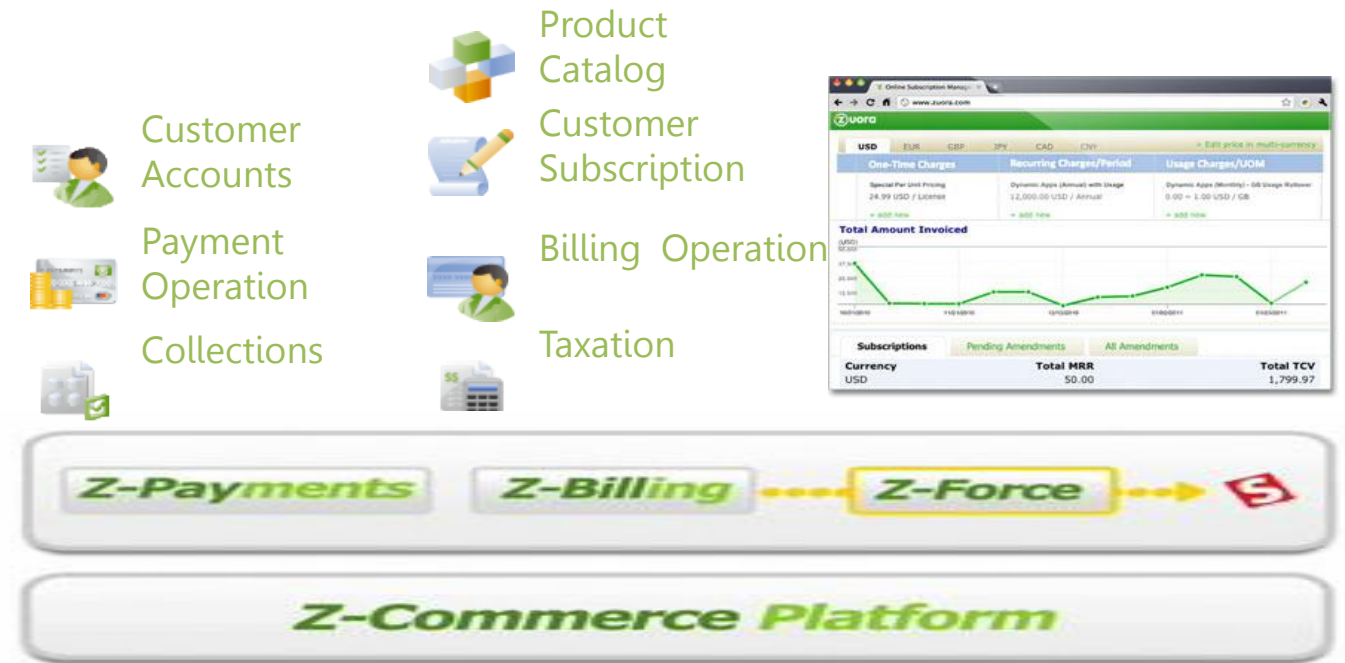 Product
Catalog
Customer
Accounts
Customer
Subscription
Payment
Operation
Billing Operation
Collections
Taxation
$$
Online Subscription Manage
www.zuora.com
zuora
USD EUR GBP JPY CAD CNY + Edit price in multi-currency
One-Time Charges Recurring Charges/Period Usage Charges/UOM
Special Per Unit Pricing Dynamic Apps (Annual) with Usage Dynamic Apps (Monthly) - GB Usage Rollover
24.99 USD / License 12,000.00 USD / Annual 0.00 - 1.00 USD / GB
+ add new + add new + add new
Total Amount Invoiced
(USD)
Subscriptions Pending Amendments All Amendments
Currency Total MRR Total TCV
USD 50.00 1,799.97
Z-Payments Z-Billing Z-Force S
Z-Commerce Platform